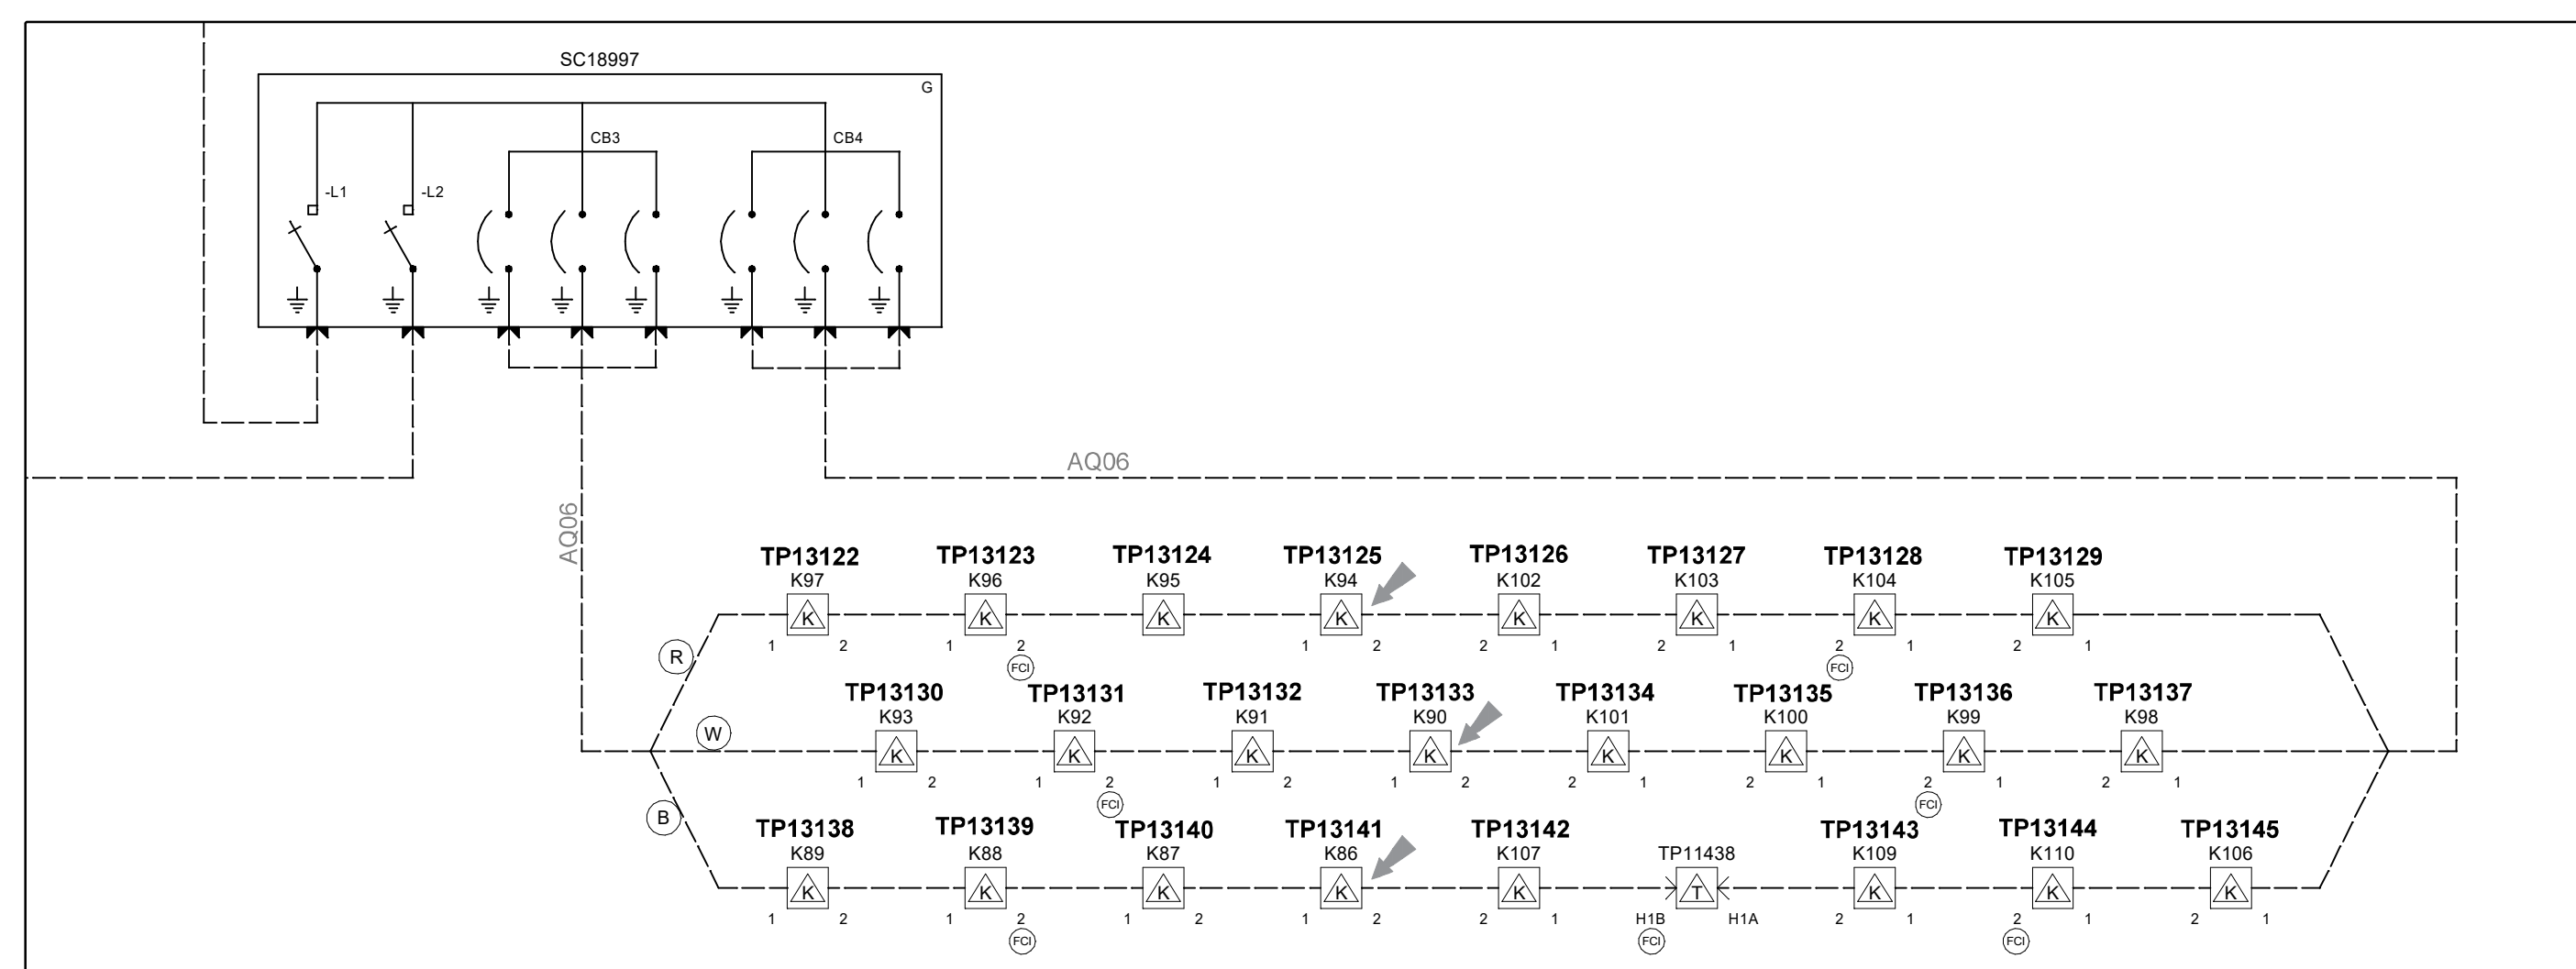 SC18997
G
CB3
CB4
-L1
-L2
AQ06
AQ06
TP13122 TP13123 TP13124 TP13125 TP13126 TP13127 TP13128 TP13129
K97 K96 K95 K94 K102 K103 K104 K105
K K K K K K K K
1 2 1 2 1 2 2 1 2 1 2 1 2 1
R
FCI FCI
TP13130 TP13131 TP13132 TP13133 TP13134 TP13135 TP13136 TP13137
K93 K92 K91 K90 K101 K100 K99 K98
W
K K K K K K K K
1 2 1 2 1 2 1 2 2 1 2 1 2 1 2 1
FCI FCI
B
TP13138 TP13139 TP13140 TP13141 TP13142 TP11438 TP13143 TP13144 TP13145
K89 K88 K87 K86 K107 K109 K110 K106
K K K K K T K K K
1 2 1 2 1 2 1 2 2 1 H1B H1A 2 1 2 1 2 1
FCI FCI FCI